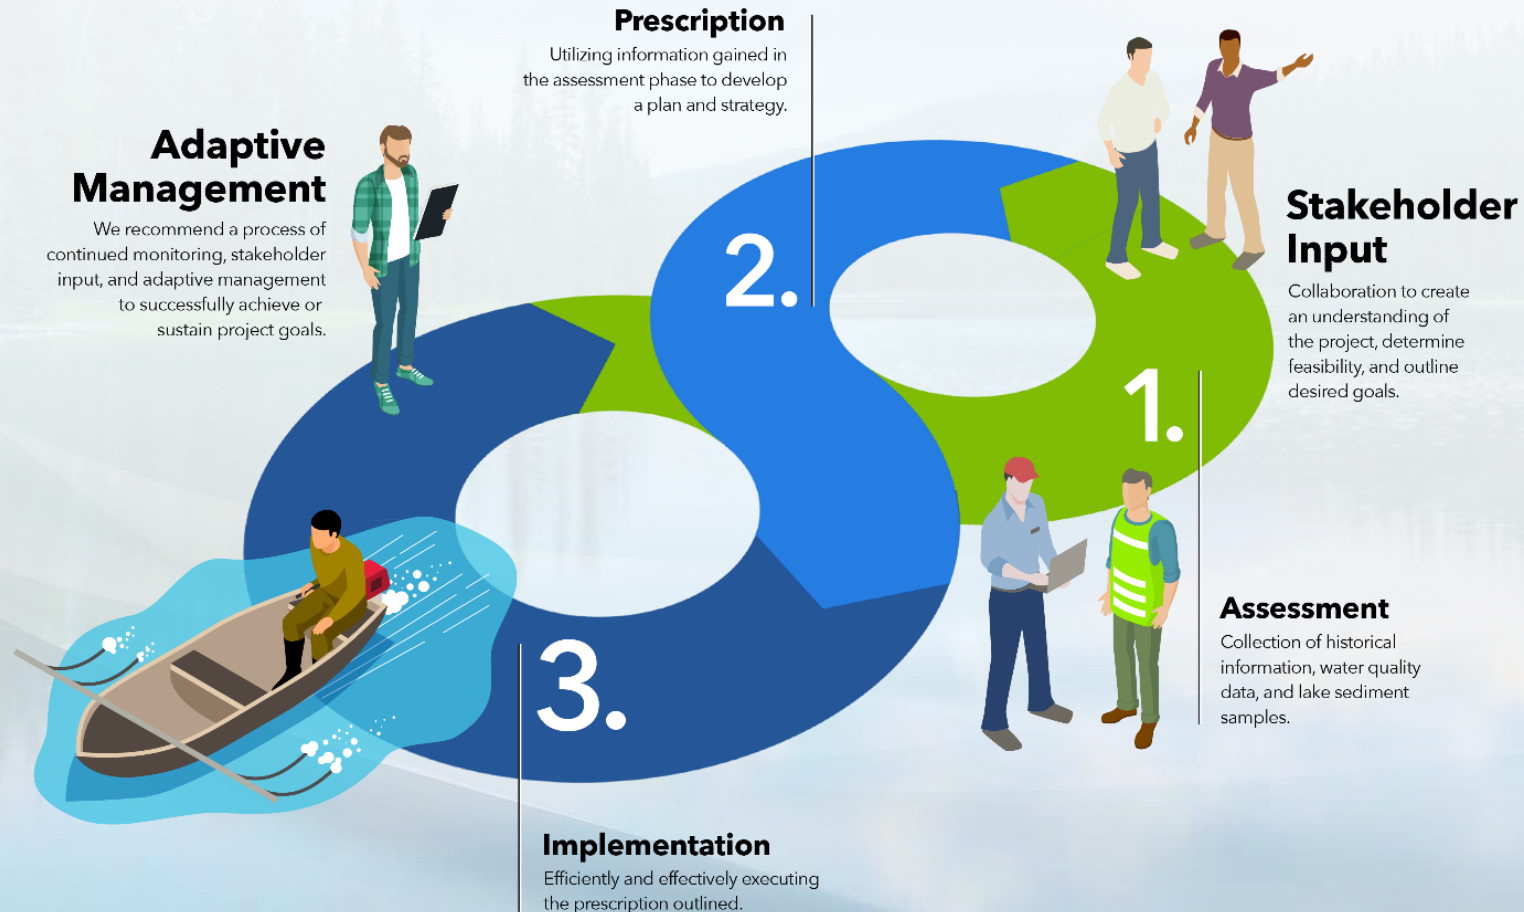 Prescription
Utilizing information gained in
the assessment phase to develop
a plan and strategy.
Adaptive
Management
We recommend a process of
continued monitoring, stakeholder
input, and adaptive management
to successfully achieve or
sustain project goals.
Stakeholder
Input
Collaboration to create
an understanding of
the project, determine
feasibility, and outline
desired goals.
2.
1.
Assessment
Collection of historical
information, water quality
data, and lake sediment
samples.
3.
Implementation
Efficiently and effectively executing
the prescription outlined.